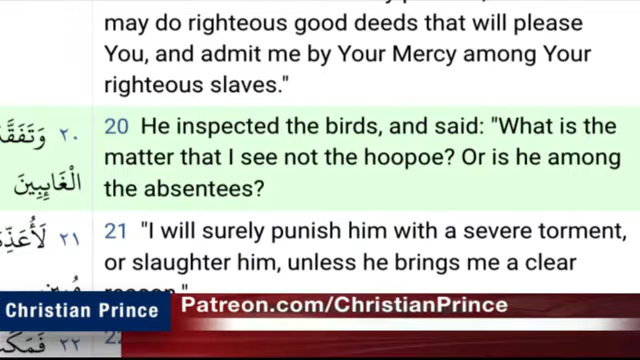 may do righteous good deeds that will please
You, and admit me by Your Mercy among Your
righteous slaves."
٢٠ وَتَفَقَّ
20 He inspected the birds, and said: "What is the
matter that I see not the hoopoe? Or is he among
الْغَائِبِينَ
the absentees?
٢١ لَأُعَذِّ
21 "I will surely punish him with a severe torment,
or slaughter him, unless he brings me a clear
reason."
Christian Prince
Patreon.com/ChristianPrince
٢٢ فَمَكَ
22